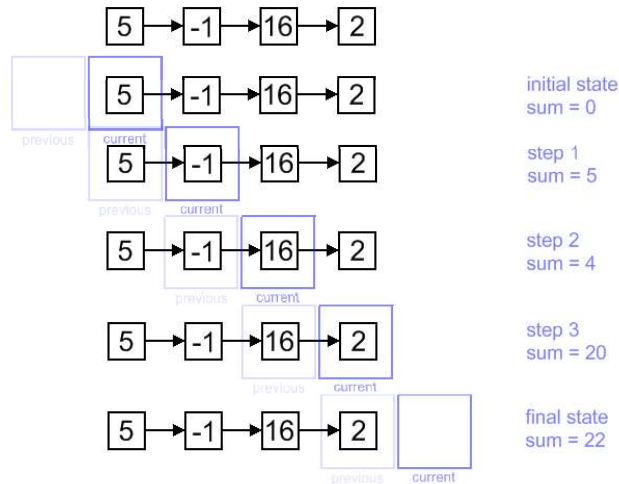 5 -1 16 2
5 -1 16 2
initial state
sum = 0
previous current
5 -1 16 2
step 1
sum = 5
previous current
5 -1 16 2
step 2
sum = 4
previous current
5 -1 16 2
step 3
sum = 20
previous current
5 -1 16 2
final state
sum = 22
previous current